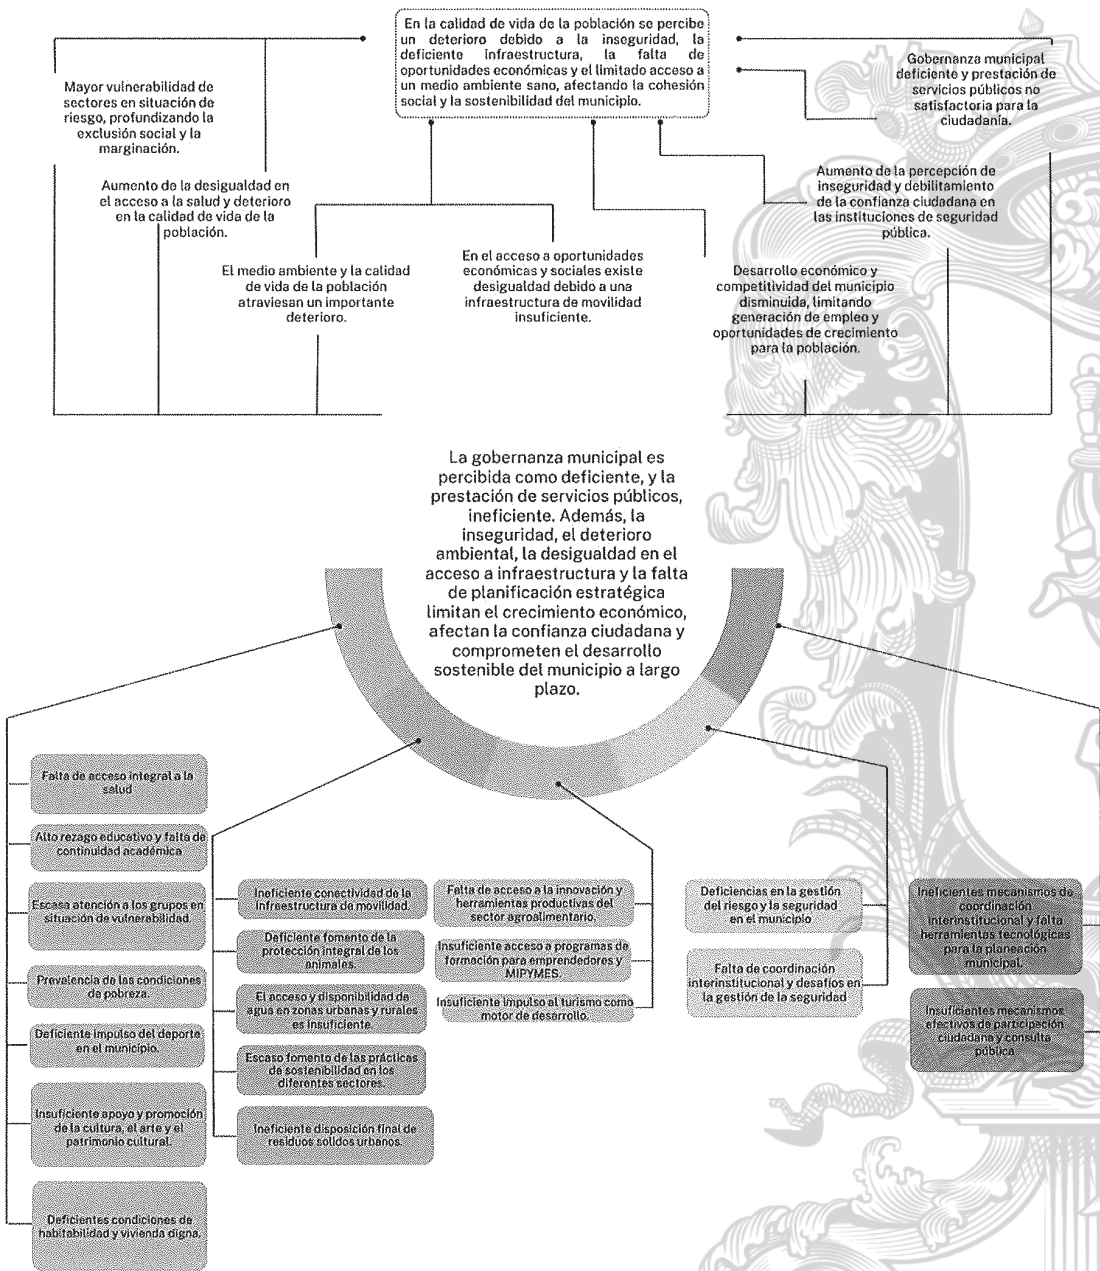 En la calidad de vida de la población se percibe
un deterioro debido a la inseguridad, la
deficiente infraestructura, la falta de
oportunidades económicas y el limitado acceso a
un medio ambiente sano, afectando la cohesión
social y la sostenibilidad del municipio.
Mayor vulnerabilidad de
sectores en situación de
riesgo, profundizando la
exclusión social y la
marginación.
Gobernanza municipal
deficiente y prestación de
servicios públicos no
satisfactoria para la
ciudadanía.
Aumento de la desigualdad en
el acceso a la salud y deterioro
en la calidad de vida de la
población.
Aumento de la percepción de
inseguridad y debilitamiento
de la confianza ciudadana en
las instituciones de seguridad
pública.
El medio ambiente y la calidad
de vida de la población
atraviesan un importante
deterioro.
En el acceso a oportunidades
económicas y sociales existe
desigualdad debido a una
infraestructura de movilidad
insuficiente.
Desarrollo económico y
competitividad del municipio
disminuida, limitando
generación de empleo y
oportunidades de crecimiento
para la población.
La gobernanza municipal es
percibida como deficiente, y la
prestación de servicios públicos,
ineficiente. Además, la
inseguridad, el deterioro
ambiental, la desigualdad en el
acceso a infraestructura y la falta
de planificación estratégica
limitan el crecimiento económico,
afectan la confianza ciudadana y
comprometen el desarrollo
sostenible del municipio a largo
plazo.
Falta de acceso integral a la
salud
Alto rezago educativo y falta de
continuidad académica
Escasa atención a los grupos en
situación de vulnerabilidad.
Prevalencia de las condiciones
de pobreza.
Deficiente impulso del deporte
en el municipio.
Insuficiente apoyo y promoción
de la cultura, el arte y el
patrimonio cultural.
Deficientes condiciones de
habitabilidad y vivienda digna.
Ineficiente conectividad de la
infraestructura de movilidad.
Deficiente fomento de la
protección integral de los
animales.
El acceso y disponibilidad de
agua en zonas urbanas y rurales
es insuficiente.
Escaso fomento de las prácticas
de sostenibilidad en los
diferentes sectores.
Ineficiente disposición final de
residuos solidos urbanos.
Falta de acceso a la innovación y
herramientas productivas del
sector agroalimentario.
Insuficiente acceso a programas de
formación para emprendedores y
MIPYMES.
Insuficiente impulso al turismo como
motor de desarrollo.
Deficiencias en la gestión
del riesgo y la seguridad
en el municipio
Falta de coordinación
interinstitucional y desafíos en
la gestión de la seguridad
Ineficientes mecanismos de
coordinación
interinstitucional y falta
herramientas tecnológicas
para la planeación
municipal.
Insuficientes mecanismos
efectivos de participación
ciudadana y consulta
pública